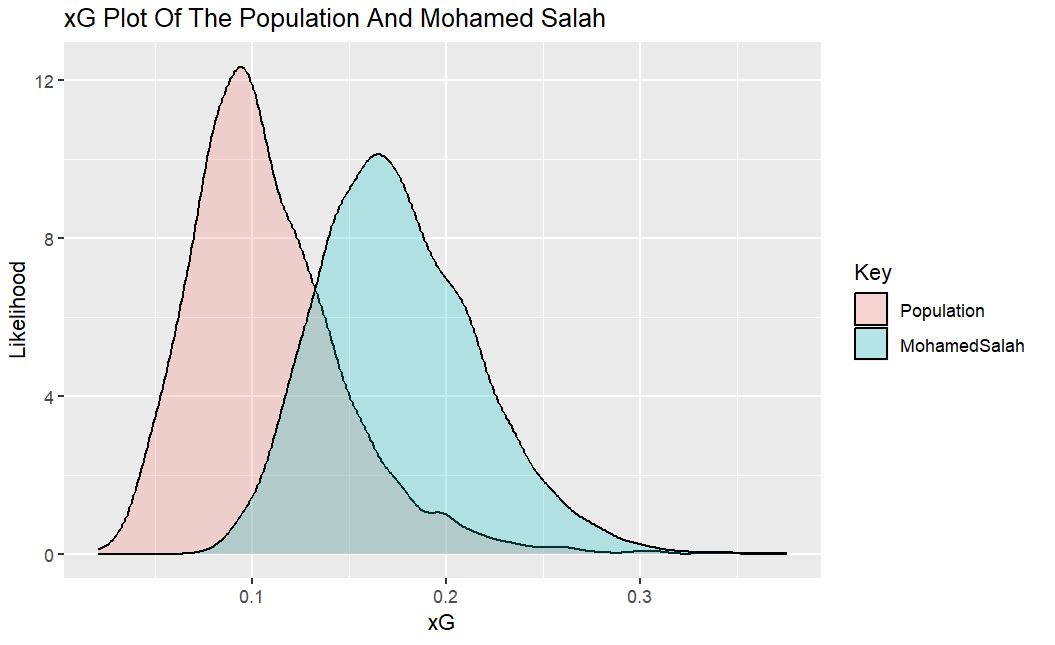 xG Plot Of The Population And Mohamed Salah
Likelihood
12
8
4
0
0.1 0.2 0.3
xG
Key
Population
MohamedSalah